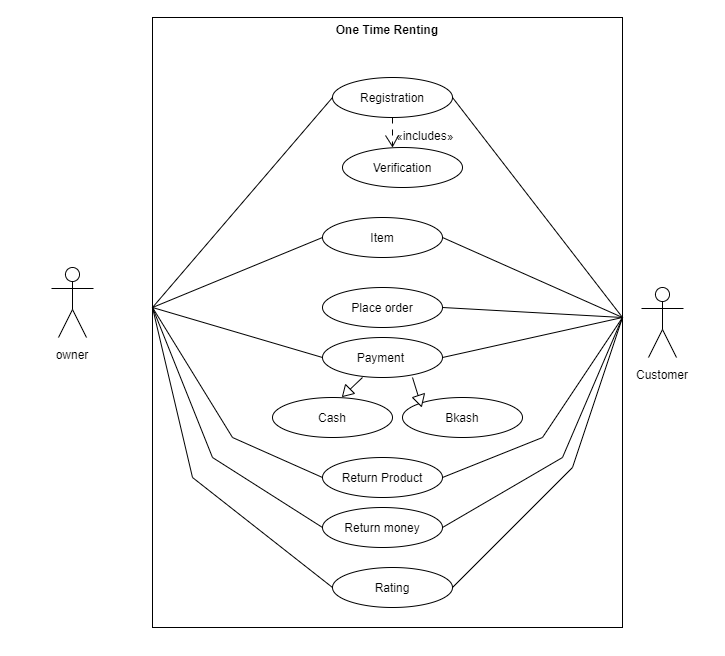 One Time Renting
Registration
«includes»
Verification
Item
Place order
Payment
Cash
Bkash
Return Product
Return money
Rating
owner
Customer